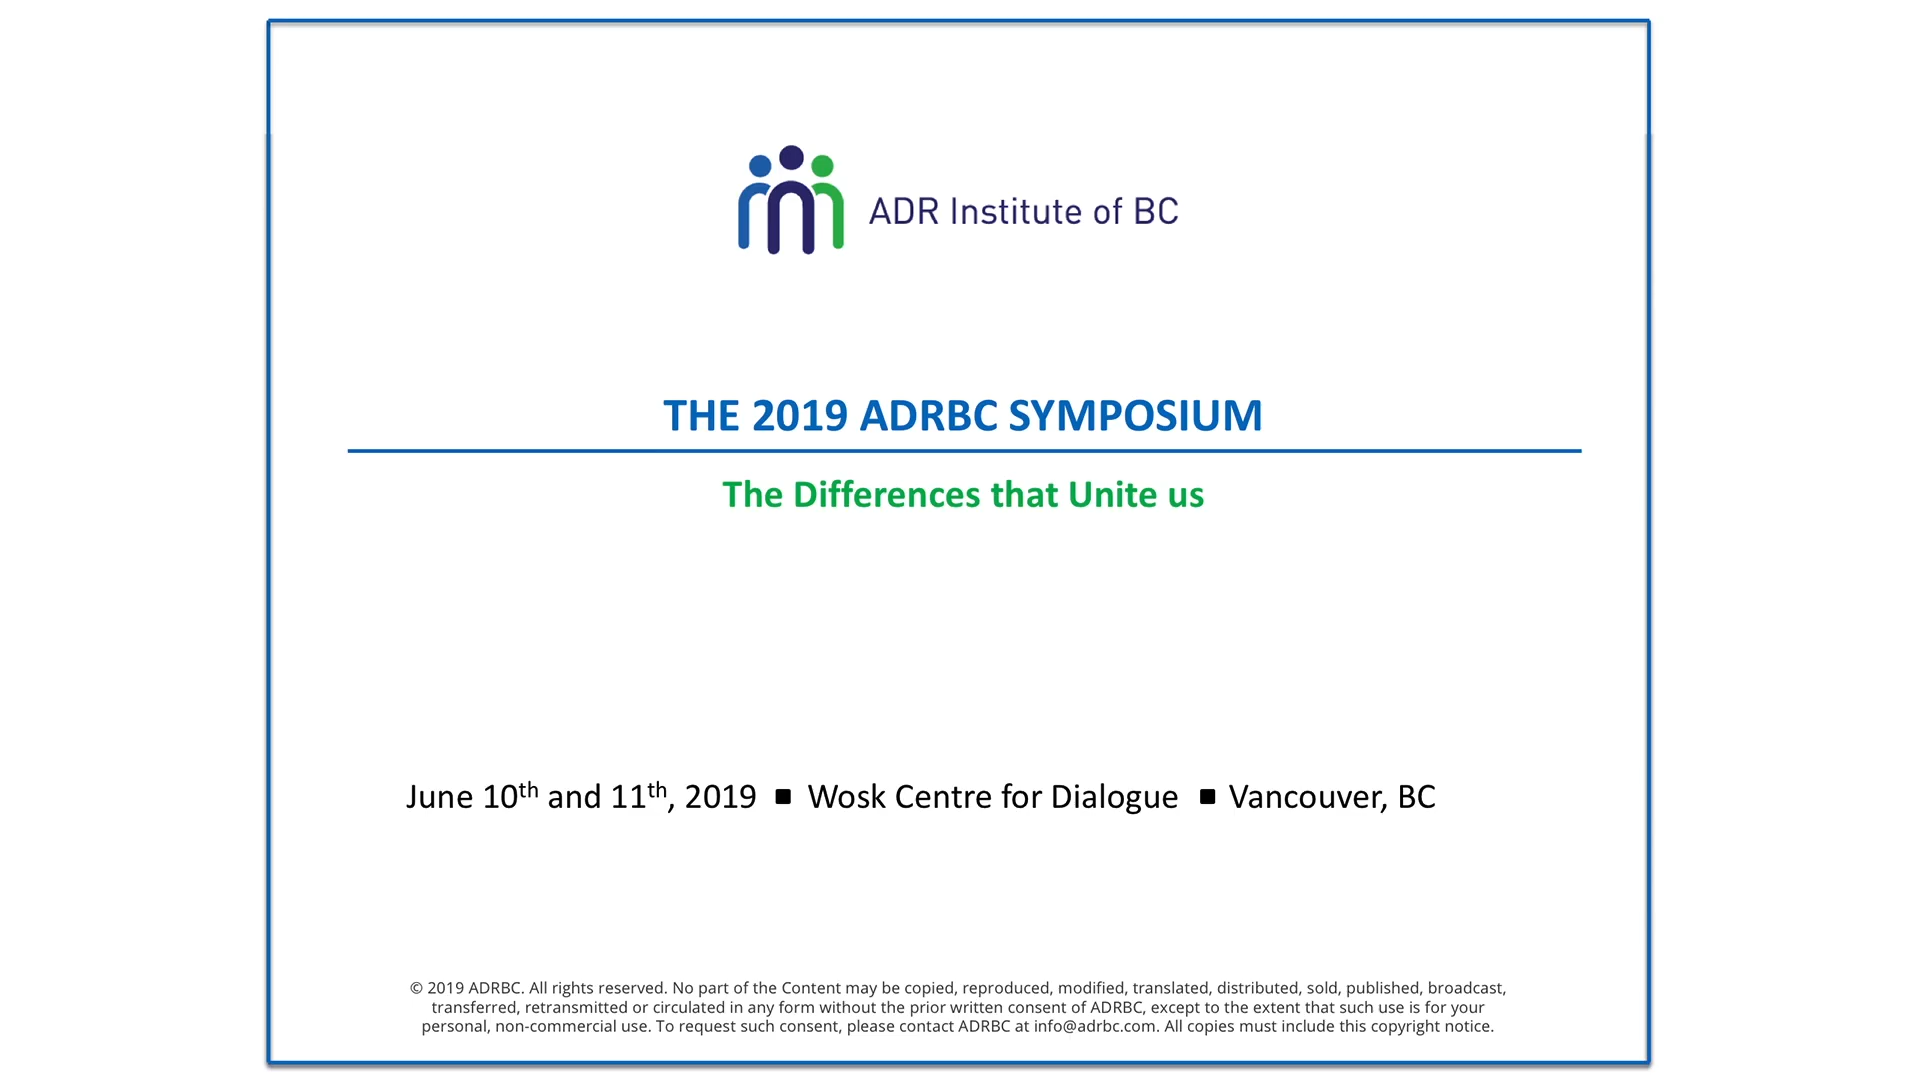 ADR Institute of BC
THE 2019 ADRBC SYMPOSIUM
The Differences that Unite us
June 10th and 11th, 2019 ▪ Wosk Centre for Dialogue ▪ Vancouver, BC
© 2019 ADRBC. All rights reserved. No part of the Content may be copied, reproduced, modified, translated, distributed, sold, published, broadcast,
transferred, retransmitted or circulated in any form without the prior written consent of ADRBC, except to the extent that such use is for your
personal, non-commercial use. To request such consent, please contact ADRBC at info@adrbc.com. All copies must include this copyright notice.